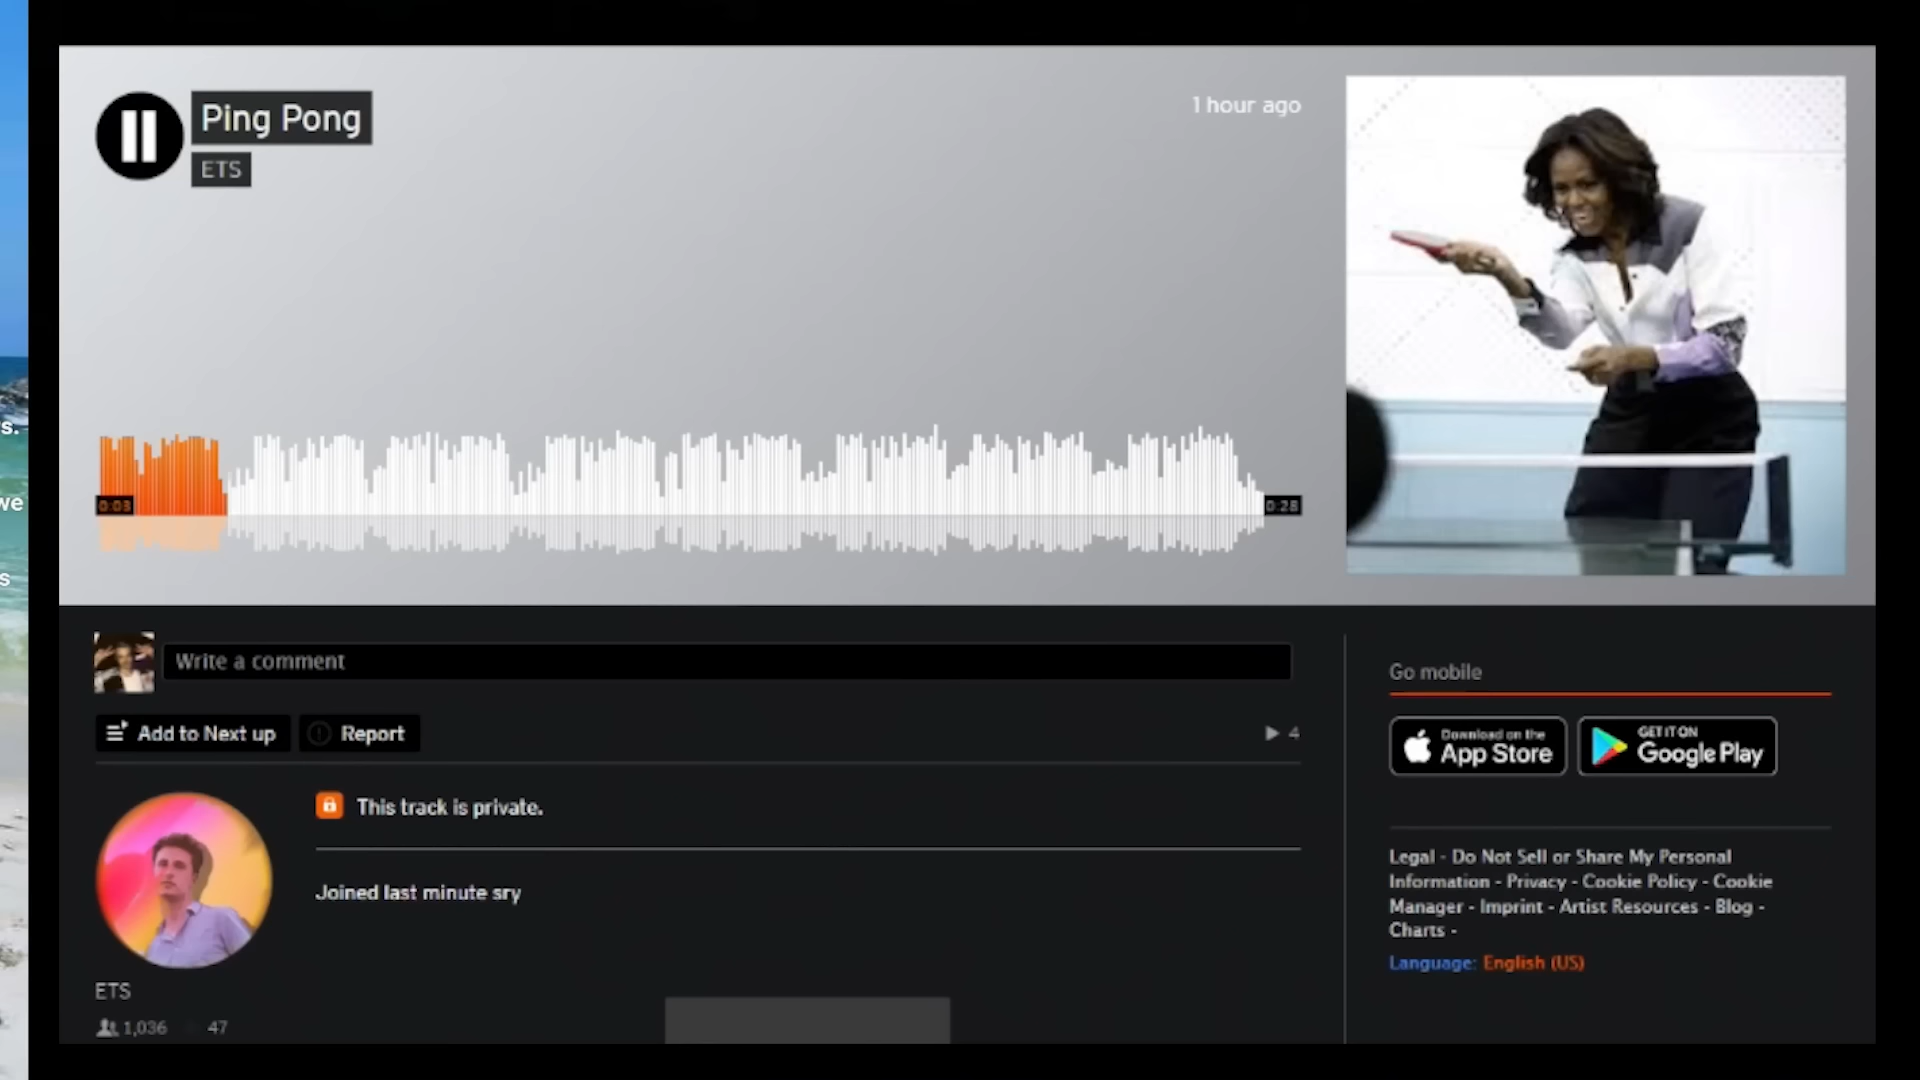 Ping Pong
ETS
1 hour ago
s.
we
s
0:03
0:28
Write a comment
Add to Next up
Report
4
This track is private.
Joined last minute sry
ETS
1,036
47
Go mobile
Download on the
App Store
GET IT ON
Google Play
Legal - Do Not Sell or Share My Personal
Information - Privacy - Cookie Policy - Cookie
Manager - Imprint - Artist Resources - Blog -
Charts -
Language: English (US)